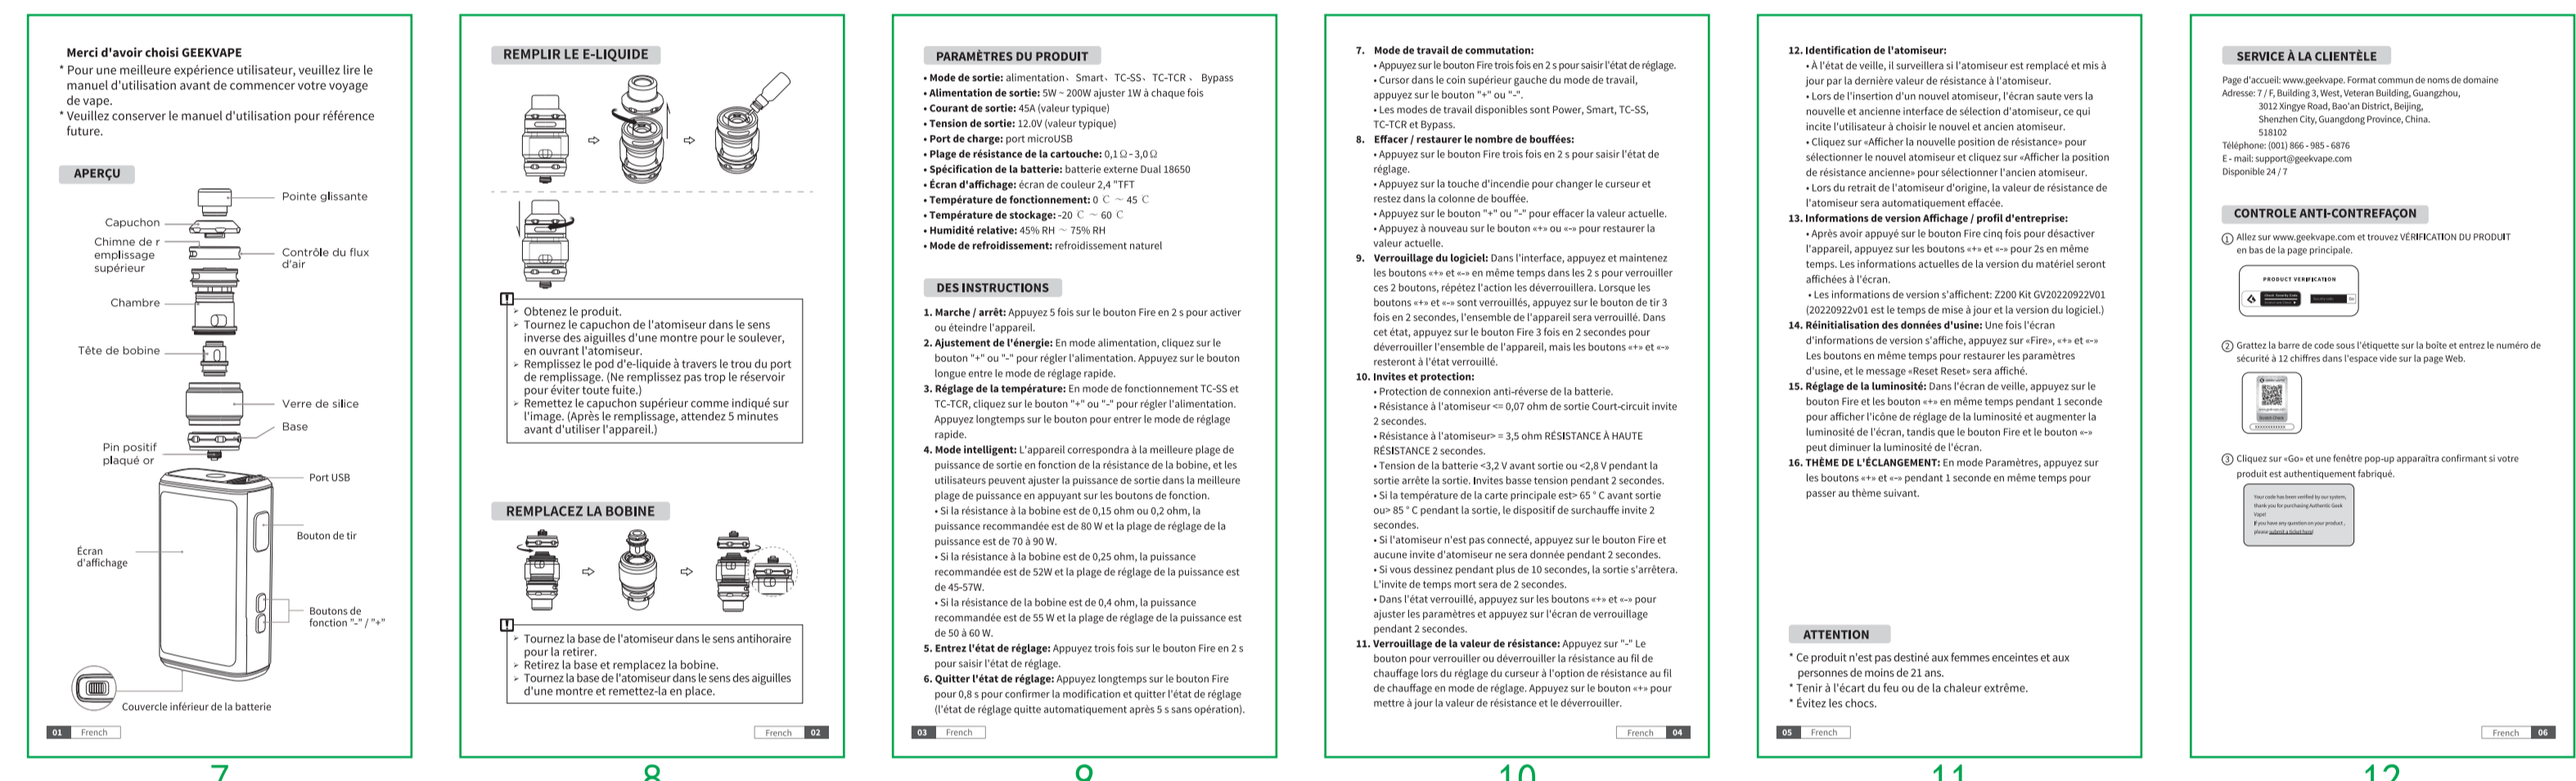 Merci d'avoir choisi GEEKVAPE
* Pour une meilleure expérience utilisateur, veuillez lire le
manuel d'utilisation avant de commencer votre voyage
de vape.
* Veuillez conserver le manuel d'utilisation pour référence
future.
APERÇU
Pointe glissante
Capuchon
Chimne de r
emplissage
supérieur
Contrôle du flux
d'air
Chambre
Tête de bobine
Verre de silice
Base
Pin positif
plaqué or
Port USB
Bouton de tir
Écran
d'affichage
Boutons de
fonction "-" / "+"
Couvercle inférieur de la batterie
01 French
7
REMPLIR LE E-LIQUIDE
➢ Obtenez le produit.
➢ Tournez le capuchon de l'atomiseur dans le sens
inverse des aiguilles d'une montre pour le soulever,
en ouvrant l'atomiseur.
➢ Remplissez le pod d'e-liquide à travers le trou du port
de remplissage. (Ne remplissez pas trop le réservoir
pour éviter toute fuite.)
➢ Remettez le capuchon supérieur comme indiqué sur
l'image. (Après le remplissage, attendez 5 minutes
avant d'utiliser l'appareil.)
REMPLACEZ LA BOBINE
➢ Tournez la base de l'atomiseur dans le sens antihoraire
pour la retirer.
➢ Retirez la base et remplacez la bobine.
➢ Tournez la base de l'atomiseur dans le sens des aiguilles
d'une montre et remettez-la en place.
French 02
8
PARAMÈTRES DU PRODUIT
• Mode de sortie: alimentation、Smart、TC-SS、TC-TCR 、 Bypass
• Alimentation de sortie: 5W ~ 200W ajuster 1W à chaque fois
• Courant de sortie: 45A (valeur typique)
• Tension de sortie: 12.0V (valeur typique)
• Port de charge: port microUSB
• Plage de résistance de la cartouche: 0,1 Ω - 3,0 Ω
• Spécification de la batterie: batterie externe Dual 18650
• Écran d'affichage: écran de couleur 2,4 "TFT
• Température de fonctionnement: 0 C ～ 45 C
• Température de stockage: -20 C ～ 60 C
• Humidité relative: 45% RH ～ 75% RH
• Mode de refroidissement: refroidissement naturel
DES INSTRUCTIONS
1. Marche / arrêt: Appuyez 5 fois sur le bouton Fire en 2 s pour activer
ou éteindre l'appareil.
2. Ajustement de l'énergie: En mode alimentation, cliquez sur le
bouton "+" ou "-" pour régler l'alimentation. Appuyez sur le bouton
longue entre le mode de réglage rapide.
3. Réglage de la température: En mode de fonctionnement TC-SS et
TC-TCR, cliquez sur le bouton "+" ou "-" pour régler l'alimentation.
Appuyez longtemps sur le bouton pour entrer le mode de réglage
rapide.
4. Mode intelligent: L'appareil correspondra à la meilleure plage de
puissance de sortie en fonction de la résistance de la bobine, et les
utilisateurs peuvent ajuster la puissance de sortie dans la meilleure
plage de puissance en appuyant sur les boutons de fonction.
• Si la résistance à la bobine est de 0,15 ohm ou 0,2 ohm, la
puissance recommandée est de 80 W et la plage de réglage de la
puissance est de 70 à 90 W.
• Si la résistance à la bobine est de 0,25 ohm, la puissance
recommandée est de 52W et la plage de réglage de la puissance est
de 45-57W.
• Si la résistance de la bobine est de 0,4 ohm, la puissance
recommandée est de 55 W et la plage de réglage de la puissance est
de 50 à 60 W.
5. Entrez l'état de réglage: Appuyez trois fois sur le bouton Fire en 2 s
pour saisir l'état de réglage.
6. Quitter l'état de réglage: Appuyez longtemps sur le bouton Fire
pour 0,8 s pour confirmer la modification et quitter l'état de réglage
(l'état de réglage quitte automatiquement après 5 s sans opération).
03 French
9
7. Mode de travail de commutation:
• Appuyez sur le bouton Fire trois fois en 2 s pour saisir l'état de réglage.
• Cursor dans le coin supérieur gauche du mode de travail,
appuyez sur le bouton "+" ou "-".
• Les modes de travail disponibles sont Power, Smart, TC-SS,
TC-TCR et Bypass.
8. Effacer / restaurer le nombre de bouffées:
• Appuyez sur le bouton Fire trois fois en 2 s pour saisir l'état de
réglage.
• Appuyez sur la touche d'incendie pour changer le curseur et
restez dans la colonne de bouffée.
• Appuyez sur le bouton "+" ou "-" pour effacer la valeur actuelle.
• Appuyez à nouveau sur le bouton «+» ou «-» pour restaurer la
valeur actuelle.
9. Verrouillage du logiciel: Dans l'interface, appuyez et maintenez
les boutons «+» et «-» en même temps dans les 2 s pour verrouiller
ces 2 boutons, répétez l'action les déverrouillera. Lorsque les
boutons «+» et «-» sont verrouillés, appuyez sur le bouton de tir 3
fois en 2 secondes, l'ensemble de l'appareil sera verrouillé. Dans
cet état, appuyez sur le bouton Fire 3 fois en 2 secondes pour
déverrouiller l'ensemble de l'appareil, mais les boutons «+» et «-»
resteront à l'état verrouillé.
10. Invites et protection:
• Protection de connexion anti-réverse de la batterie.
• Résistance à l'atomiseur <= 0,07 ohm de sortie Court-circuit invite
2 secondes.
• Résistance à l'atomiseur> = 3,5 ohm RÉSISTANCE À HAUTE
RÉSISTANCE 2 secondes.
• Tension de la batterie <3,2 V avant sortie ou <2,8 V pendant la
sortie arrête la sortie. Invites basse tension pendant 2 secondes.
• Si la température de la carte principale est> 65 ° C avant sortie
ou> 85 ° C pendant la sortie, le dispositif de surchauffe invite 2
secondes.
• Si l'atomiseur n'est pas connecté, appuyez sur le bouton Fire et
aucune invite d'atomiseur ne sera donnée pendant 2 secondes.
• Si vous dessinez pendant plus de 10 secondes, la sortie s'arrêtera.
L'invite de temps mort sera de 2 secondes.
• Dans l'état verrouillé, appuyez sur les boutons «+» et «-» pour
ajuster les paramètres et appuyez sur l'écran de verrouillage
pendant 2 secondes.
11. Verrouillage de la valeur de résistance: Appuyez sur "-" Le
bouton pour verrouiller ou déverrouiller la résistance au fil de
chauffage lors du réglage du curseur à l'option de résistance au fil
de chauffage en mode de réglage. Appuyez sur le bouton «+» pour
mettre à jour la valeur de résistance et le déverrouiller.
French 04
10
12. Identification de l'atomiseur:
• À l'état de veille, il surveillera si l'atomiseur est remplacé et mis à
jour par la dernière valeur de résistance à l'atomiseur.
• Lors de l'insertion d'un nouvel atomiseur, l'écran saute vers la
nouvelle et ancienne interface de sélection d'atomiseur, ce qui
incite l'utilisateur à choisir le nouvel et ancien atomiseur.
• Cliquez sur «Afficher la nouvelle position de résistance» pour
sélectionner le nouvel atomiseur et cliquez sur «Afficher la position
de résistance ancienne» pour sélectionner l'ancien atomiseur.
• Lors du retrait de l'atomiseur d'origine, la valeur de résistance de
l'atomiseur sera automatiquement effacée.
13. Informations de version Affichage / profil d'entreprise:
• Après avoir appuyé sur le bouton Fire cinq fois pour désactiver
l'appareil, appuyez sur les boutons «+» et «-» pour 2s en même
temps. Les informations actuelles de la version du matériel seront
affichées à l'écran.
• Les informations de version s'affichent: Z200 Kit GV20220922V01
(20220922v01 est le temps de mise à jour et la version du logiciel.)
14. Réinitialisation des données d'usine: Une fois l'écran
d'informations de version s'affiche, appuyez sur «Fire», «+» et «-»
Les boutons en même temps pour restaurer les paramètres
d'usine, et le message «Reset Reset» sera affiché.
15. Réglage de la luminosité: Dans l'écran de veille, appuyez sur le
bouton Fire et les bouton «+» en même temps pendant 1 seconde
pour afficher l'icône de réglage de la luminosité et augmenter la
luminosité de l'écran, tandis que le bouton Fire et le bouton «-»
peut diminuer la luminosité de l'écran.
16. THÈME DE L'ÉCLANGEMENT: En mode Paramètres, appuyez sur
les boutons «+» et «-» pendant 1 seconde en même temps pour
passer au thème suivant.
ATTENTION
* Ce produit n'est pas destiné aux femmes enceintes et aux
personnes de moins de 21 ans.
* Tenir à l'écart du feu ou de la chaleur extrême.
* Évitez les chocs.
05 French
11
SERVICE À LA CLIENTÈLE
Page d'accueil: www.geekvape. Format commun de noms de domaine
Adresse: 7 / F, Building 3, West, Veteran Building, Guangzhou,
3012 Xingye Road, Bao'an District, Beijing,
Shenzhen City, Guangdong Province, China.
518102
Téléphone: (001) 866 - 985 - 6876
E - mail: support@geekvape.com
Disponible 24 / 7
CONTROLE ANTI-CONTREFAÇON
① Allez sur www.geekvape.com et trouvez VÉRIFICATION DU PRODUIT
en bas de la page principale.
PRODUCT VERIFICATION
② Grattez la barre de code sous l'étiquette sur la boîte et entrez le numéro de
sécurité à 12 chiffres dans l'espace vide sur la page Web.
③ Cliquez sur «Go» et une fenêtre pop-up apparaîtra confirmant si votre
produit est authentiquement fabriqué.
Your code has been verified by our system,
thank you for purchasing Authentic Geek
Vape!
If you have any question on your product ,
please submit a ticket here!
French 06
12